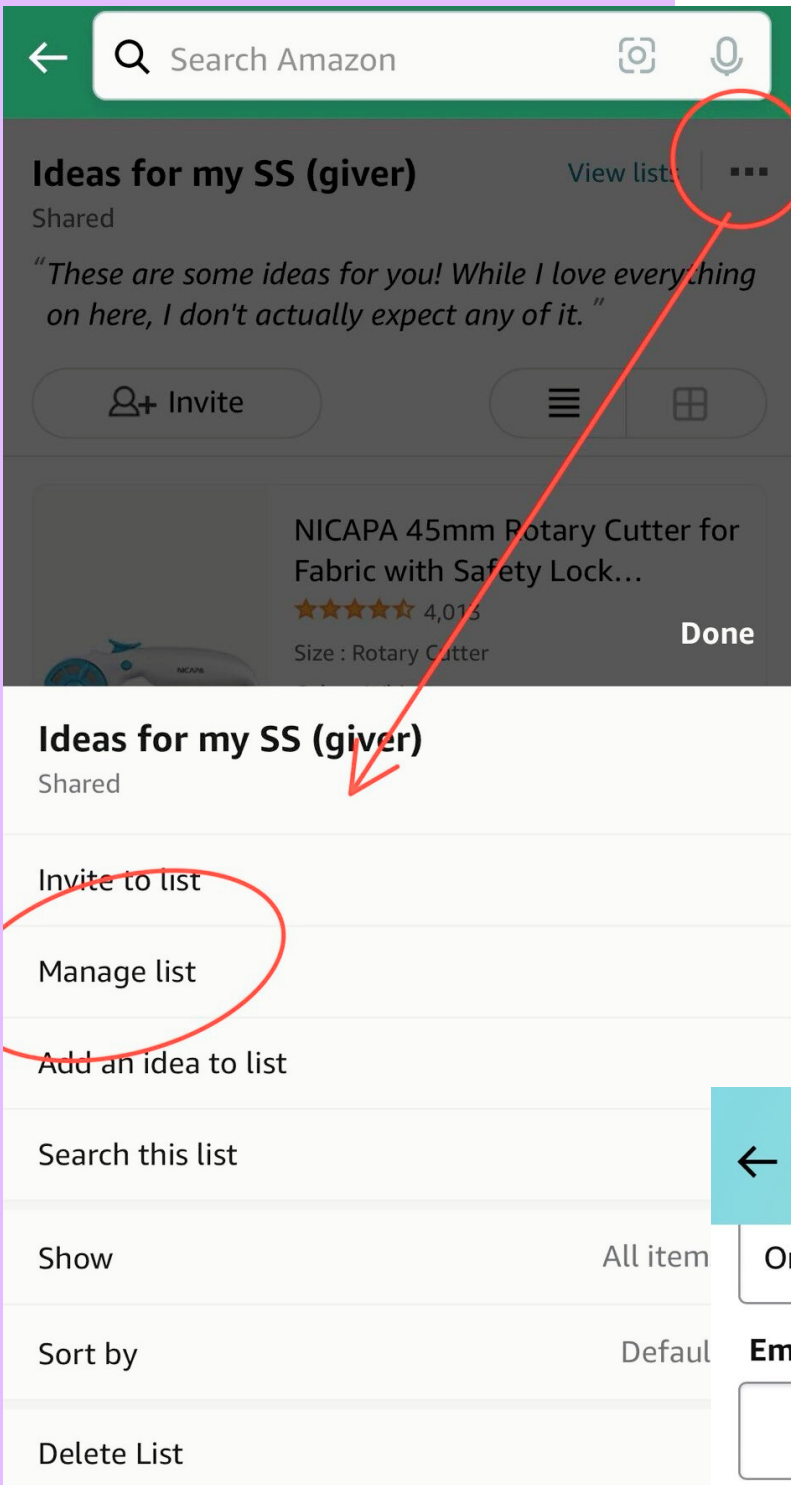 Search Amazon
Ideas for my SS (giver)
View lists
Shared
"These are some ideas for you! While I love everything
on here, I don't actually expect any of it."
Invite
NICAPA 45mm Rotary Cutter for
Fabric with Safety Lock...
4,013
NICAPA
Size : Rotary Cutter
Done
Ideas for my SS (giver)
Shared
Invite to list
Manage list
Add an idea to list
Search this list
Show
All item
Or
Sort by
Defaul
Em
Delete List